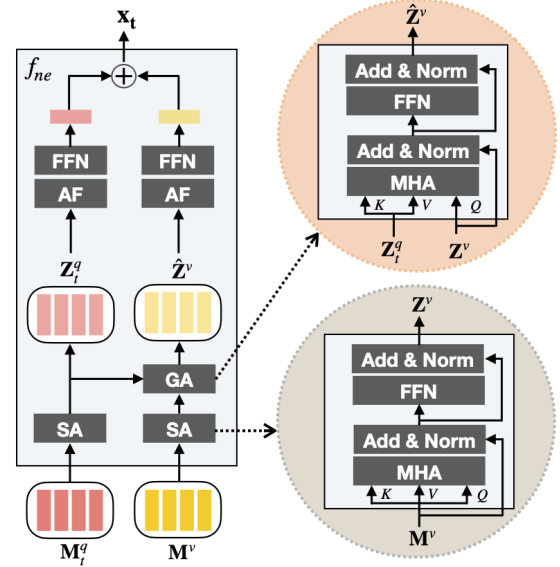 x_t
f_ne
+
FFN
FFN
AF
AF
Z_t^q
Ẑ^v
GA
SA
SA
M_t^q
M^v
Ẑ^v
Add & Norm
FFN
Add & Norm
MHA
K
V
Q
Z_t^q
Z^v
Z^v
Add & Norm
FFN
Add & Norm
MHA
K
V
Q
M^v